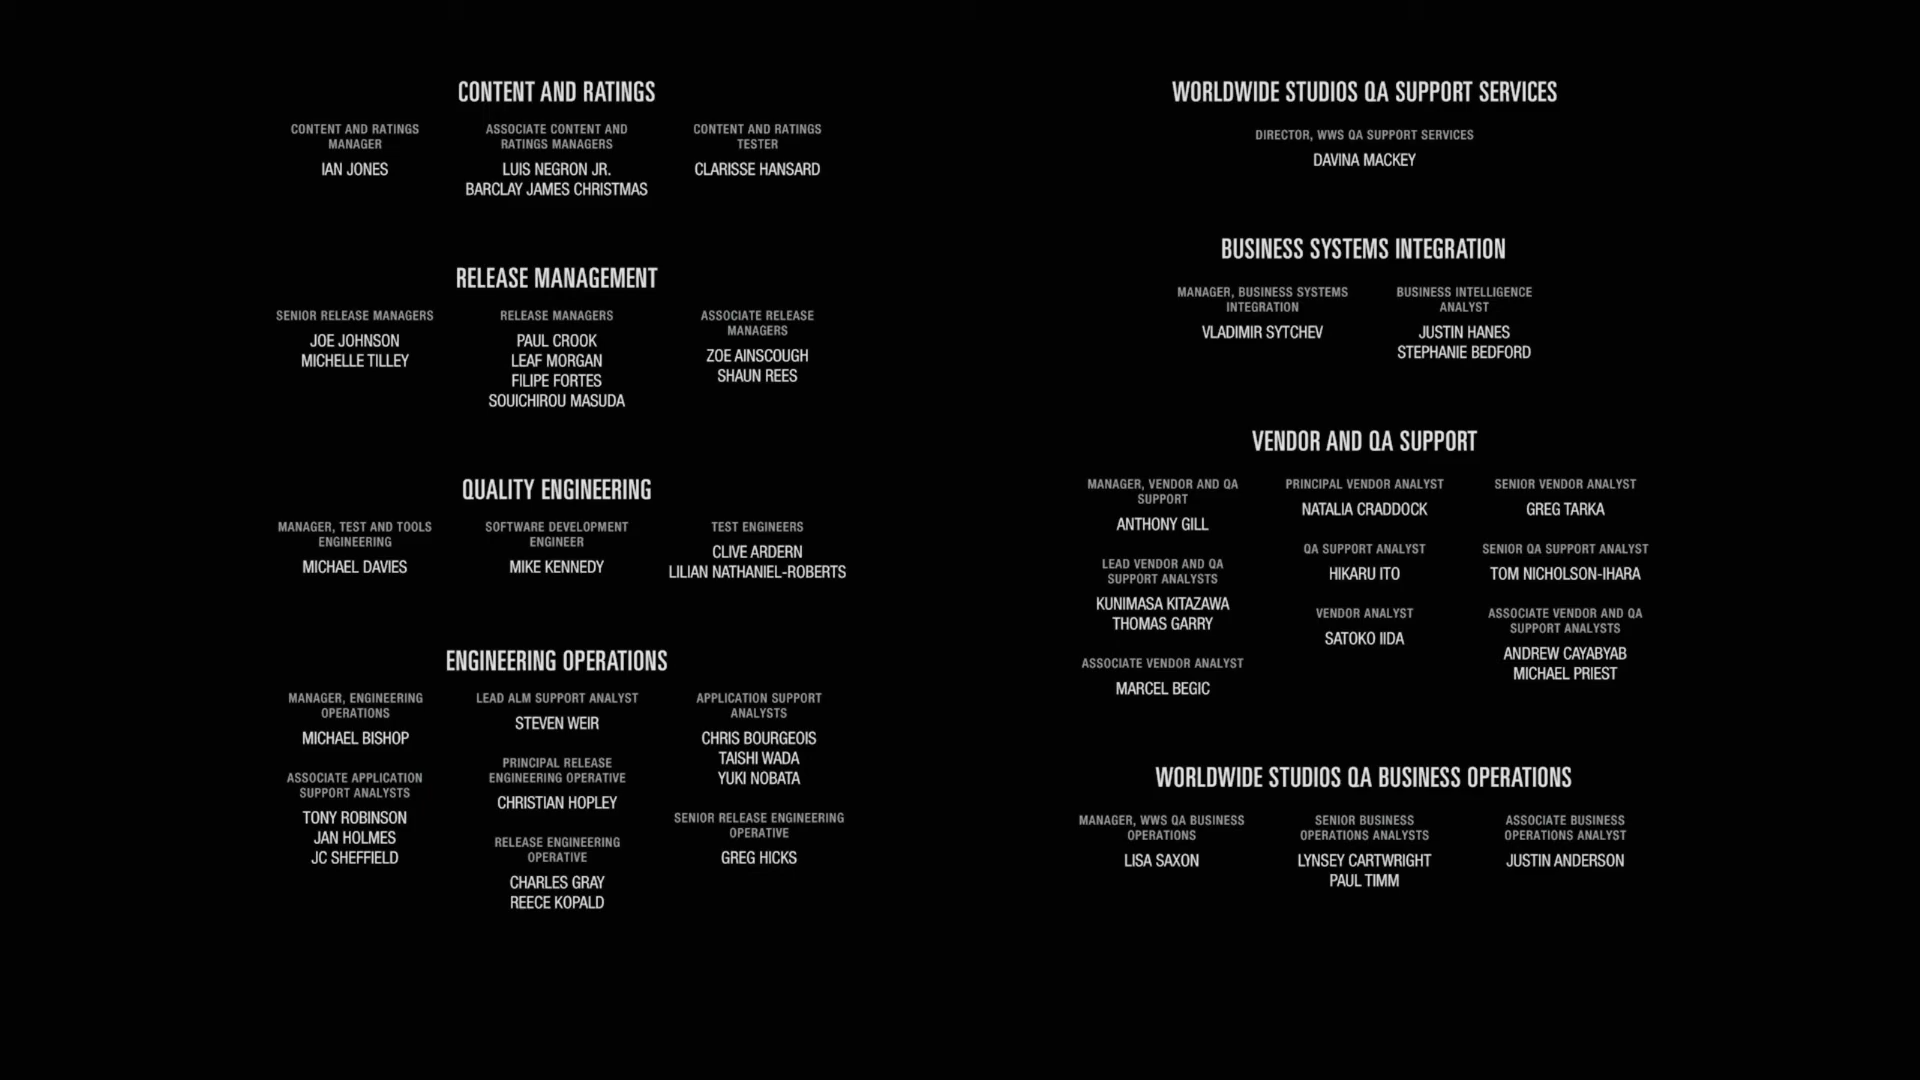 CONTENT AND RATINGS
CONTENT AND RATINGS
MANAGER
IAN JONES
ASSOCIATE CONTENT AND
RATINGS MANAGERS
LUIS NEGRON JR.
BARCLAY JAMES CHRISTMAS
CONTENT AND RATINGS
TESTER
CLARISSE HANSARD
RELEASE MANAGEMENT
SENIOR RELEASE MANAGERS
JOE JOHNSON
MICHELLE TILLEY
RELEASE MANAGERS
PAUL CROOK
LEAF MORGAN
FILIPE FORTES
SOUICHIROU MASUDA
ASSOCIATE RELEASE
MANAGERS
ZOE AINSCOUGH
SHAUN REES
QUALITY ENGINEERING
MANAGER, TEST AND TOOLS
ENGINEERING
MICHAEL DAVIES
SOFTWARE DEVELOPMENT
ENGINEER
MIKE KENNEDY
TEST ENGINEERS
CLIVE ARDERN
LILIAN NATHANIEL-ROBERTS
ENGINEERING OPERATIONS
MANAGER, ENGINEERING
OPERATIONS
MICHAEL BISHOP
ASSOCIATE APPLICATION
SUPPORT ANALYSTS
TONY ROBINSON
JAN HOLMES
JC SHEFFIELD
LEAD ALM SUPPORT ANALYST
STEVEN WEIR
PRINCIPAL RELEASE
ENGINEERING OPERATIVE
CHRISTIAN HOPLEY
RELEASE ENGINEERING
OPERATIVE
CHARLES GRAY
REECE KOPALD
APPLICATION SUPPORT
ANALYSTS
CHRIS BOURGEOIS
TAISHI WADA
YUKI NOBATA
SENIOR RELEASE ENGINEERING
OPERATIVE
GREG HICKS
WORLDWIDE STUDIOS QA SUPPORT SERVICES
DIRECTOR, WWS QA SUPPORT SERVICES
DAVINA MACKEY
BUSINESS SYSTEMS INTEGRATION
MANAGER, BUSINESS SYSTEMS
INTEGRATION
VLADIMIR SYTCHEV
BUSINESS INTELLIGENCE
ANALYST
JUSTIN HANES
STEPHANIE BEDFORD
VENDOR AND QA SUPPORT
MANAGER, VENDOR AND QA
SUPPORT
ANTHONY GILL
LEAD VENDOR AND QA
SUPPORT ANALYSTS
KUNIMASA KITAZAWA
THOMAS GARRY
ASSOCIATE VENDOR ANALYST
MARCEL BEGIC
PRINCIPAL VENDOR ANALYST
NATALIA CRADDOCK
QA SUPPORT ANALYST
HIKARU ITO
VENDOR ANALYST
SATOKO IIDA
SENIOR VENDOR ANALYST
GREG TARKA
SENIOR QA SUPPORT ANALYST
TOM NICHOLSON-IHARA
ASSOCIATE VENDOR AND QA
SUPPORT ANALYSTS
ANDREW CAYABYAB
MICHAEL PRIEST
WORLDWIDE STUDIOS QA BUSINESS OPERATIONS
MANAGER, WWS QA BUSINESS
OPERATIONS
LISA SAXON
SENIOR BUSINESS
OPERATIONS ANALYSTS
LYNSEY CARTWRIGHT
PAUL TIMM
ASSOCIATE BUSINESS
OPERATIONS ANALYST
JUSTIN ANDERSON